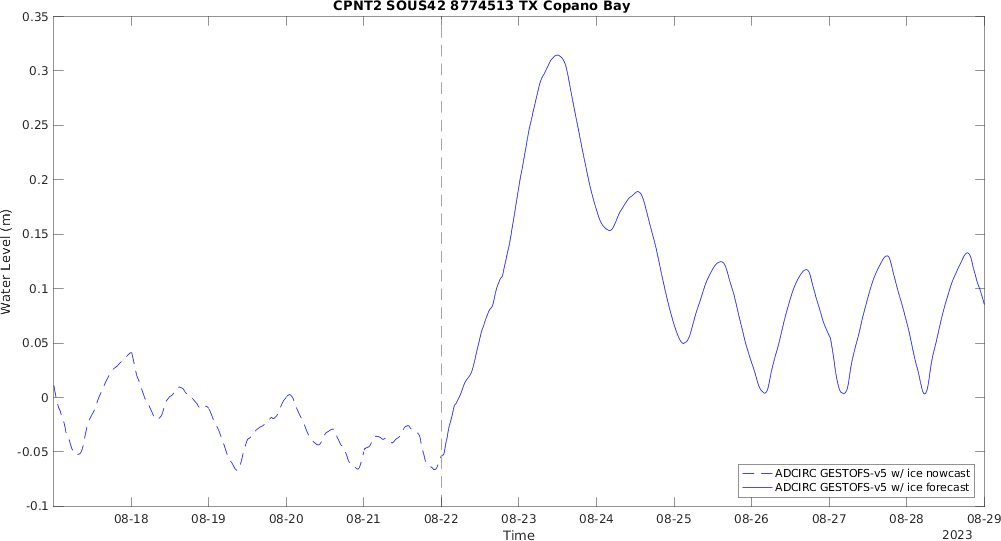 CPNT2 SOUS42 8774513 TX Copano Bay
0.35
0.3
0.25
0.2
0.15
0.1
0.05
0
-0.05
-0.1
Water Level (m)
ADCIRC GESTOFS-v5 w/ ice nowcast
ADCIRC GESTOFS-v5 w/ ice forecast
08-18 08-19 08-20 08-21 08-22 08-23 08-24 08-25 08-26 08-27 08-28 08-29
Time
2023